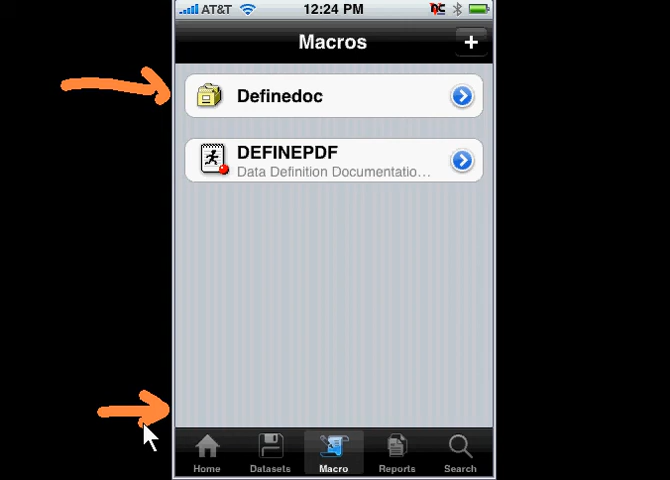 AT&T 12:24 PM
Macros +
Definedoc
DEFINEPDF
Data Definition Documentatio...
Home Datasets Macro Reports Search